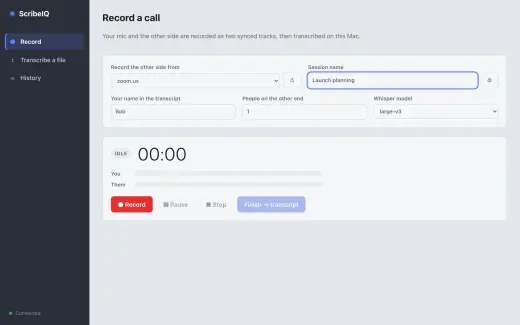 ScribeIQ
Record
Transcribe a file
History
Connected
Record a call
Your mic and the other side are recorded as two synced tracks, then transcribed on this Mac.
Record the other side from
Session name
zoom.us
Launch planning
Your name in the transcript
People on the other end
Whisper model
Bob
1
large-v3
IDLE
00:00
You
Them
Record
Pause
Stop
Finish → transcript